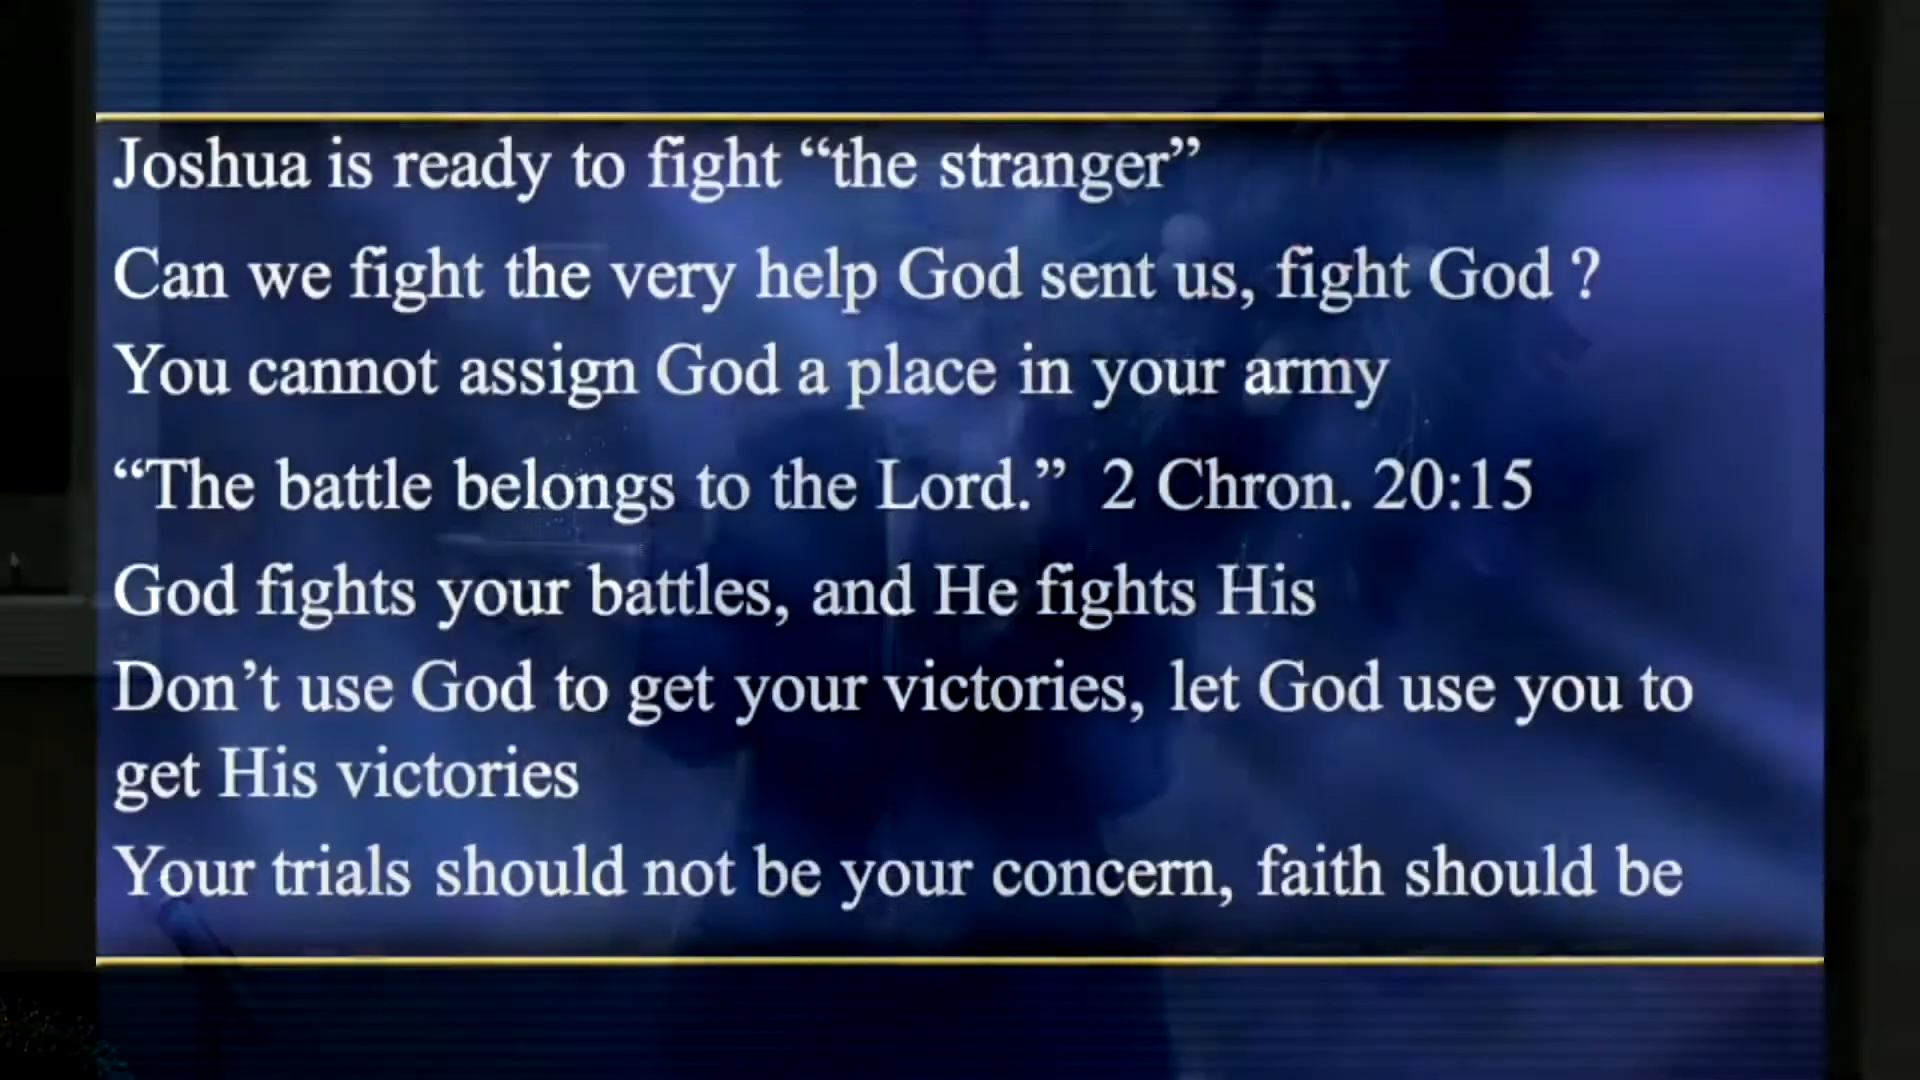 Joshua is ready to fight “the stranger”
Can we fight the very help God sent us, fight God ?
You cannot assign God a place in your army
“The battle belongs to the Lord.” 2 Chron. 20:15
God fights your battles, and He fights His
Don’t use God to get your victories, let God use you to
get His victories
Your trials should not be your concern, faith should be